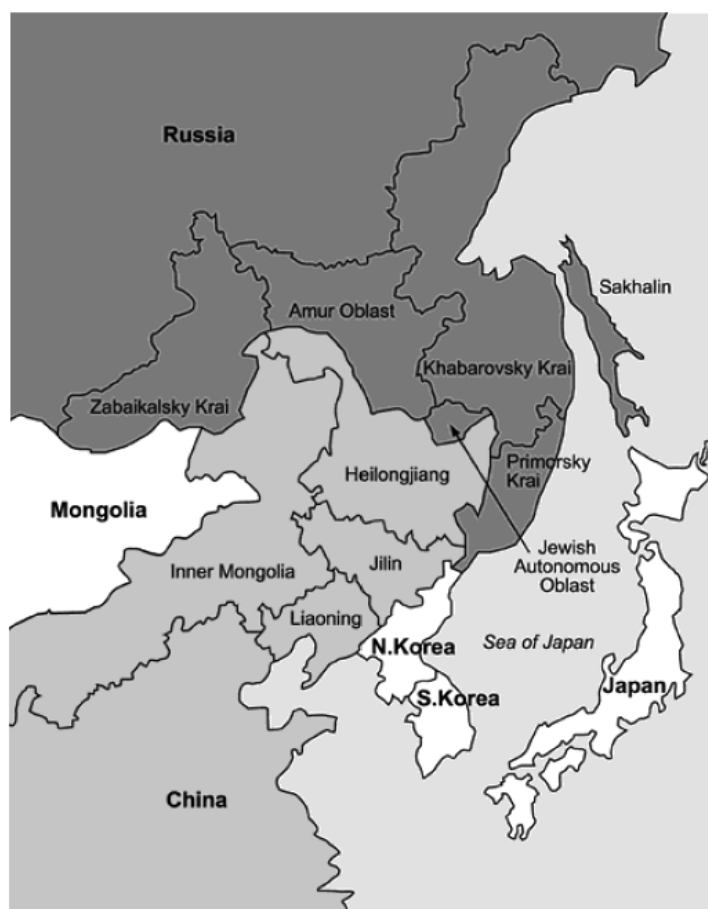 Russia
Sakhalin
Amur Oblast
Khabarovsky Krai
Zabaikalsky Krai
Heilongjiang
Primorsky
Krai
Mongolia
Jewish
Autonomous
Oblast
Inner Mongolia
Jilin
Liaoning
N.Korea
Sea of Japan
S.Korea
Japan
China